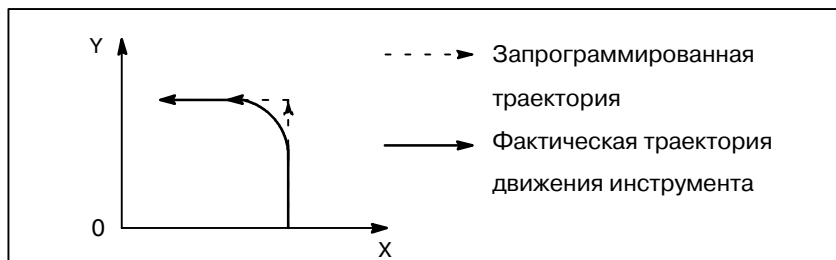 Y
Запрограммированная
траектория
Фактическая траектория
движения инструмента
0
X